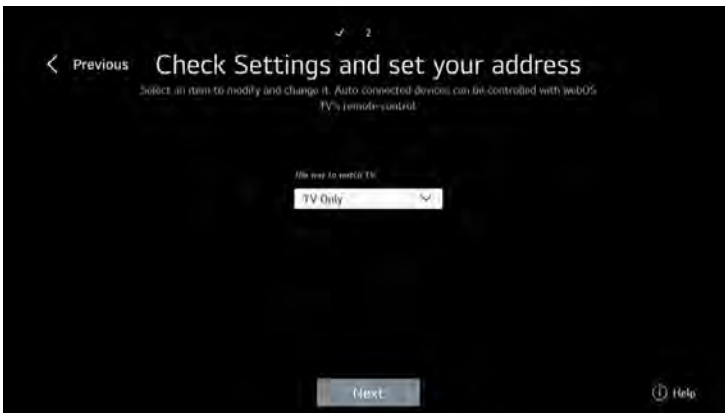 ✓ 2
Previous
Check Settings and set your address
Select an item to modify and change it. Auto connected devices can be controlled with webOS
TV's remote-control.
The way to watch TV
TV Only
Next
Help